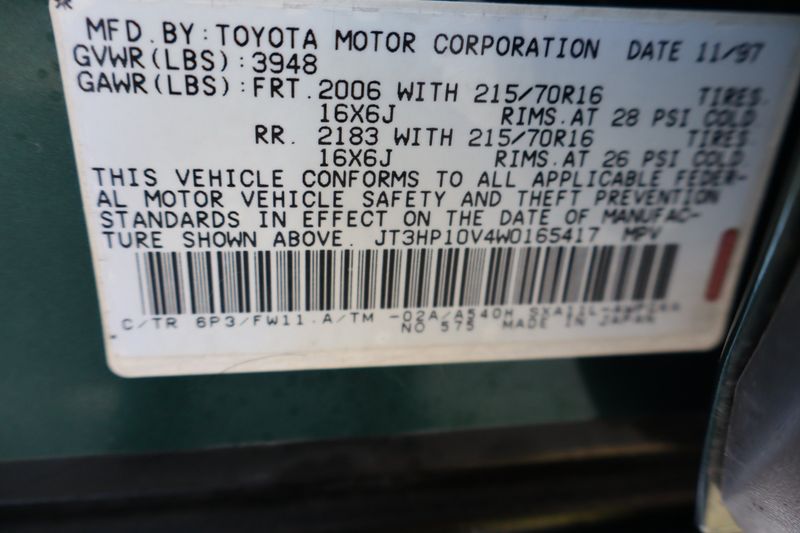 MFD.BY:TOYOTA MOTOR CORPORATION DATE 11/97
GVWR(LBS):3948
GAWR(LBS):FRT.2006 WITH 215/70R16 TIRES.
16X6J RIMS.AT 28 PSI COLD.
RR. 2183 WITH 215/70R16 TIRES.
16X6J RIMS.AT 26 PSI COLD.
THIS VEHICLE CONFORMS TO ALL APPLICABLE FEDER-
AL MOTOR VEHICLE SAFETY AND THEFT PREVENTION
STANDARDS IN EFFECT ON THE DATE OF MANUFAC-
TURE SHOWN ABOVE. JT3HP10V4W0165417 MPV
C/TR 6P3/FW11.A/TM -02A/A540H
NO 575 MADE IN JAPAN